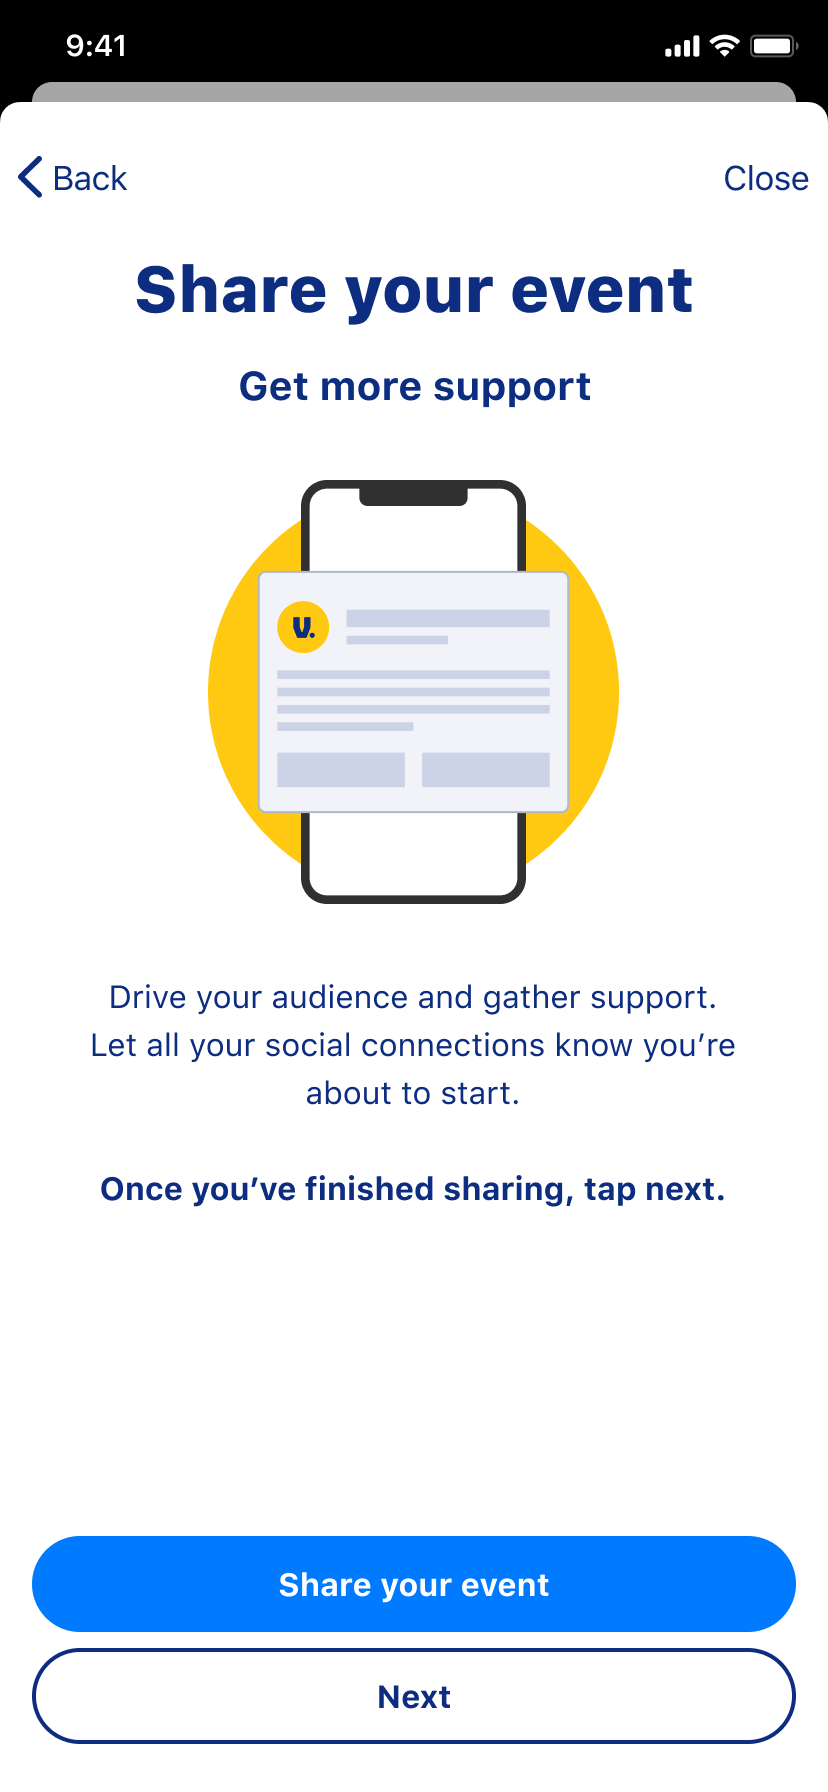 9:41
Back
Close
Share your event
Get more support
V.
Drive your audience and gather support.
Let all your social connections know you’re
about to start.
Once you’ve finished sharing, tap next.
Share your event
Next